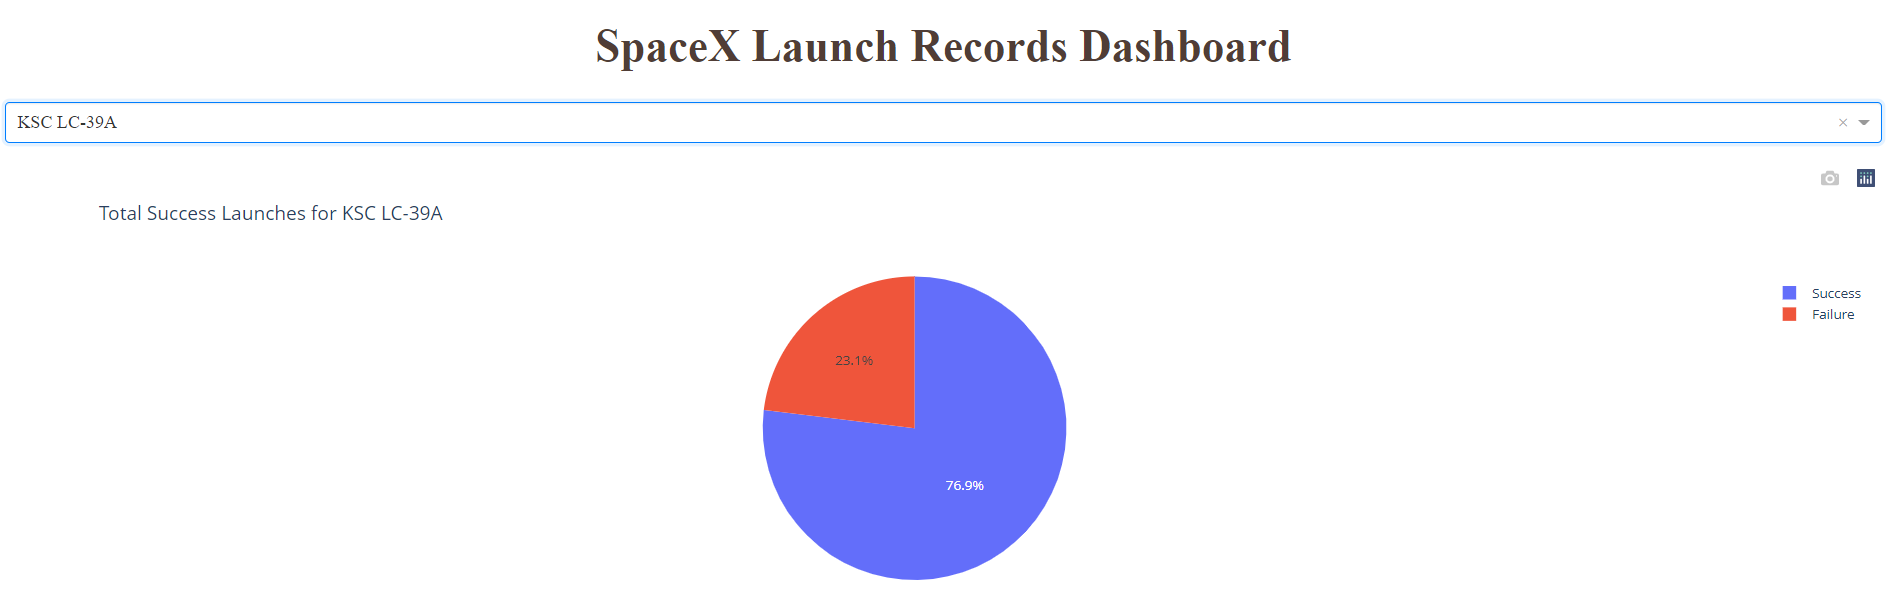 SpaceX Launch Records Dashboard
KSC LC-39A
Total Success Launches for KSC LC-39A
Success
Failure
23.1%
76.9%